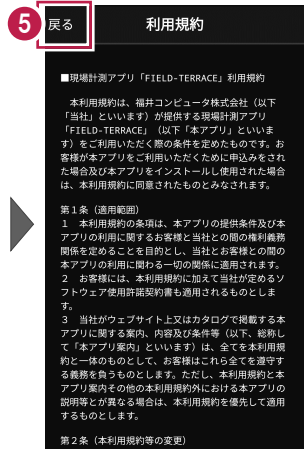 5
戻る
利用規約
■現場計測アプリ「FIELD-TERRACE」利用規約
本利用規約は、福井コンピュータ株式会社（以下
「当社」といいます）が提供する現場計測アプリ
「FIELD-TERRACE」（以下「本アプリ」といいま
す）をご利用いただく際の条件を定めたものです。お
客様が本アプリをご利用いただくために申込みをされ
た場合及び本アプリをインストールし使用された場合
は、本利用規約に同意されたものとみなされます。
第１条（適用範囲）
１　本利用規約の条項は、本アプリの提供条件及び本
アプリの利用に関するお客様と当社との間の権利義務
関係を定めることを目的とし、当社とお客様との間の
本アプリの利用に関わる一切の関係に適用されます。
２　お客様には、本利用規約に加えて当社が定めるソ
フトウェア使用許諾契約書も適用されるものとしま
す。
３　当社がウェブサイト上又はカタログで掲載する本
アプリに関する案内、内容及び条件等（以下、総称し
て「本アプリ案内」といいます）は、全てを本利用規
約と一体のものとして、お客様はこれら全てを遵守す
る義務を負うものとします。ただし、本利用規約と本
アプリ案内その他の本利用規約外における本アプリの
説明等とが異なる場合は、本利用規約を優先して適用
するものとします。
第２条（本利用規約等の変更）